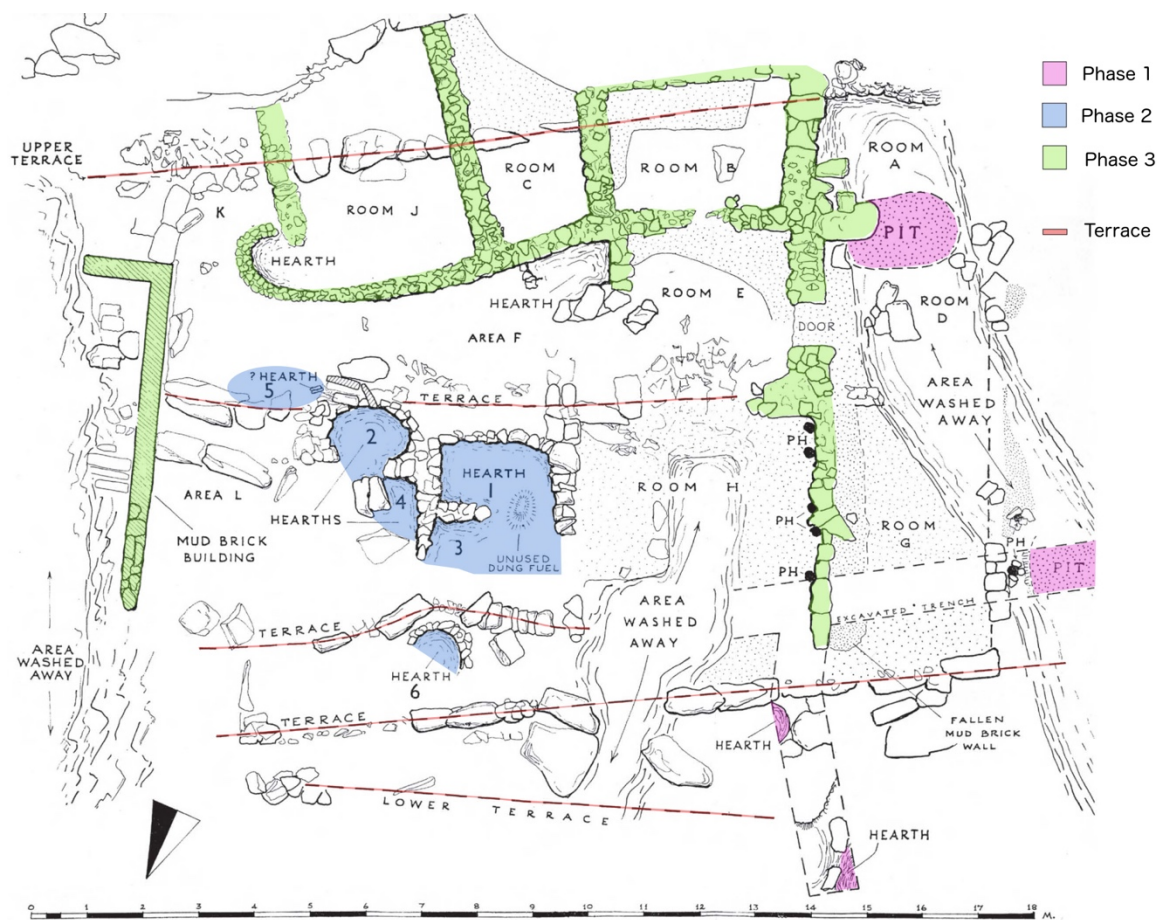 Phase 1
Phase 2
Phase 3
Terrace
UPPER
TERRACE
K
ROOM J
ROOM
C
ROOM B
ROOM
A
PIT
HEARTH
HEARTH
ROOM E
ROOM
D
DOOR
AREA F
? HEARTH
5
TERRACE
AREA
WASHED
AWAY
2
HEARTH
1
PH
ROOM H
AREA L
4
HEARTHS
3
UNUSED
DUNG FUEL
MUD BRICK
BUILDING
PH
ROOM
G
PH
PH
PIT
AREA
WASHED
AWAY
EXCAVATED TRENCH
TERRACE
AREA
WASHED
AWAY
HEARTH
6
TERRACE
HEARTH
FALLEN
MUD BRICK
WALL
LOWER TERRACE
HEARTH
0 1 2 3 4 5 6 7 8 9 10 11 12 13 14 15 16 17 18 M.